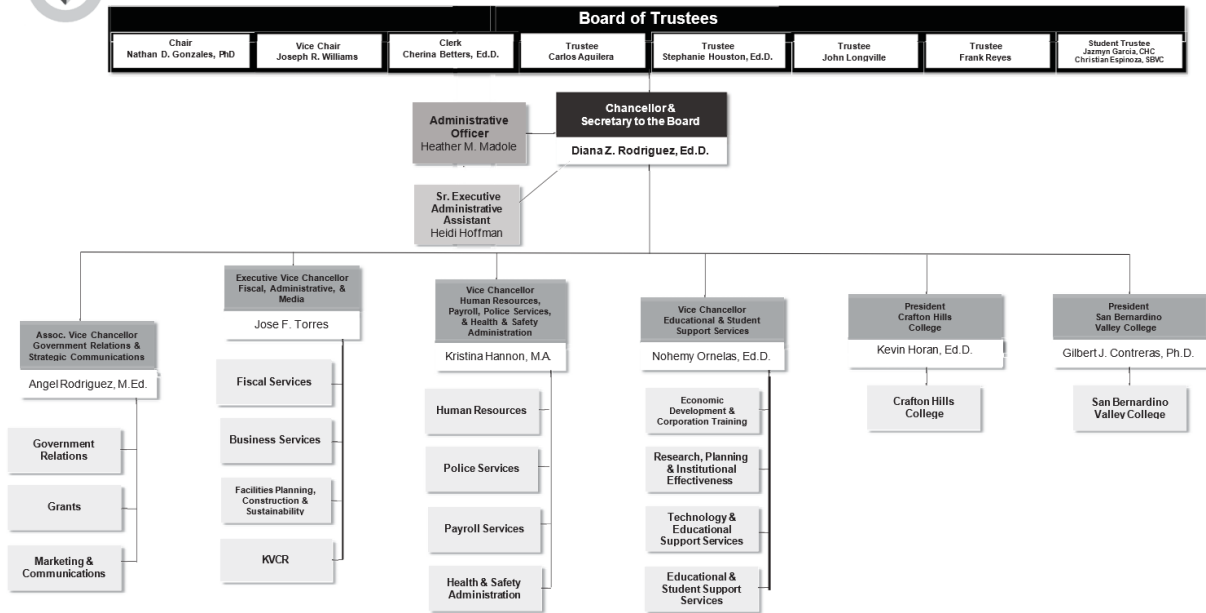 Board of Trustees
Chair
Nathan D. Gonzales, PhD
Vice Chair
Joseph R. Williams
Clerk
Cherina Betters, Ed.D.
Trustee
Carlos Aguilera
Trustee
Stephanie Houston, Ed.D.
Trustee
John Longville
Trustee
Frank Reyes
Student Trustee
Jazmyn Garcia, CHC
Christian Espinoza, SBVC
Chancellor &
Secretary to the Board
Diana Z. Rodriguez, Ed.D.
Administrative
Officer
Heather M. Madole
Sr. Executive
Administrative
Assistant
Heidi Hoffman
Assoc. Vice Chancellor
Government Relations &
Strategic Communications
Angel Rodriguez, M.Ed.
Government
Relations
Grants
Marketing &
Communications
Executive Vice Chancellor
Fiscal, Administrative, &
Media
Jose F. Torres
Fiscal Services
Business Services
Facilities Planning,
Construction &
Sustainability
KVCR
Vice Chancellor
Human Resources,
Payroll, Police Services,
& Health & Safety
Administration
Kristina Hannon, M.A.
Human Resources
Police Services
Payroll Services
Health & Safety
Administration
Vice Chancellor
Educational & Student
Support Services
Nohemy Ornelas, Ed.D.
Economic
Development &
Corporation Training
Research, Planning
& Institutional
Effectiveness
Technology &
Educational
Support Services
Educational &
Student Support
Services
President
Crafton Hills
College
Kevin Horan, Ed.D.
Crafton Hills
College
President
San Bernardino
Valley College
Gilbert J. Contreras, Ph.D.
San Bernardino
Valley College